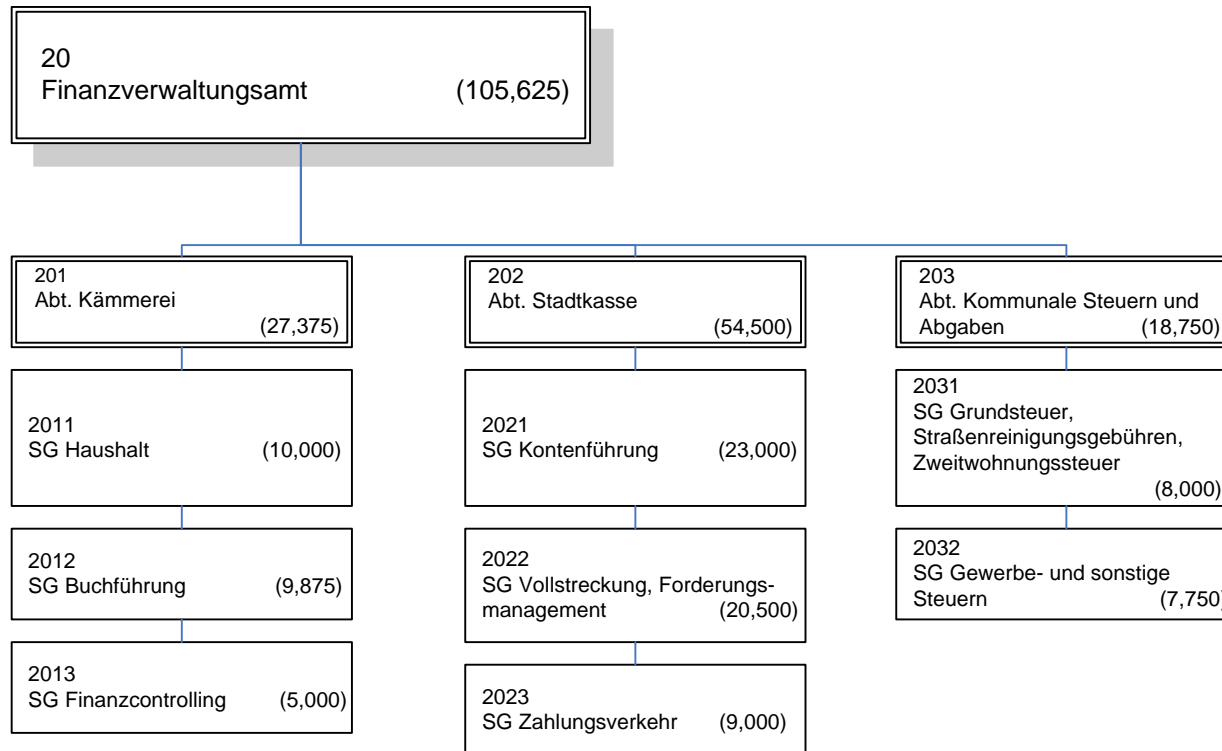 20
Finanzverwaltungsamt (105,625)
201
Abt. Kämmerei
(27,375)
2011
SG Haushalt (10,000)
2012
SG Buchführung (9,875)
2013
SG Finanzcontrolling (5,000)
202
Abt. Stadtkasse
(54,500)
2021
SG Kontenführung (23,000)
2022
SG Vollstreckung, Forderungs-
management (20,500)
2023
SG Zahlungsverkehr (9,000)
203
Abt. Kommunale Steuern und
Abgaben (18,750)
2031
SG Grundsteuer,
Straßenreinigungsgebühren,
Zweitwohnungssteuer
(8,000)
2032
SG Gewerbe- und sonstige
Steuern (7,750)